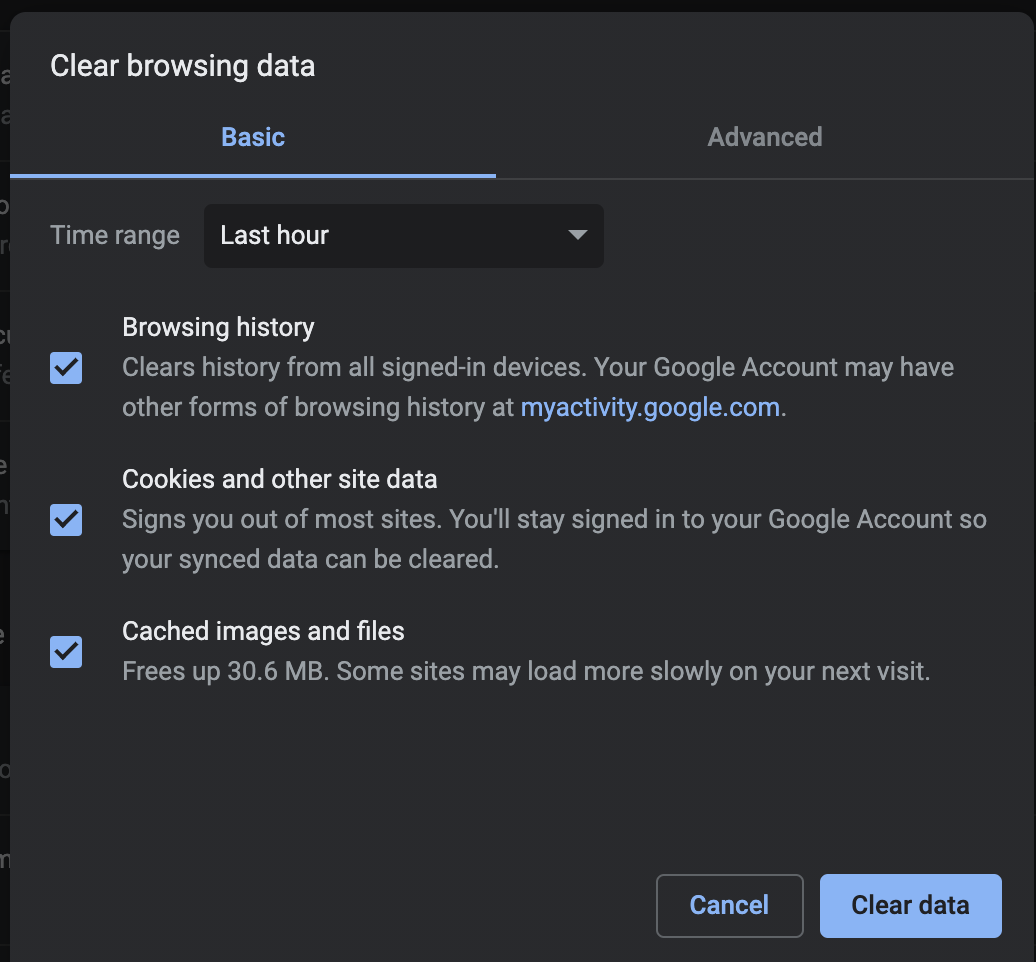 Clear browsing data
Basic
Advanced
Time range
Last hour
Browsing history
Clears history from all signed-in devices. Your Google Account may have
other forms of browsing history at myactivity.google.com.
Cookies and other site data
Signs you out of most sites. You'll stay signed in to your Google Account so
your synced data can be cleared.
Cached images and files
Frees up 30.6 MB. Some sites may load more slowly on your next visit.
Cancel
Clear data